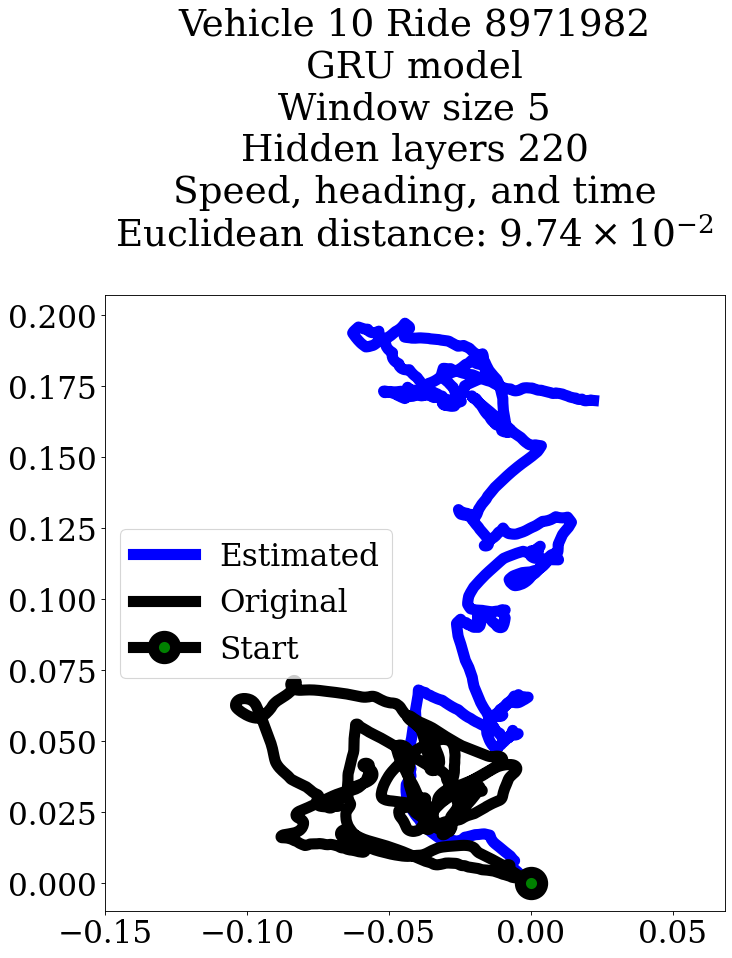 Vehicle 10 Ride 8971982
GRU model
Window size 5
Hidden layers 220
Speed, heading, and time
Euclidean distance: 9.74 × 10⁻²
0.200
0.175
0.150
0.125
0.100
0.075
0.050
0.025
0.000
Estimated
Original
Start
−0.15 −0.10 −0.05 0.00 0.05